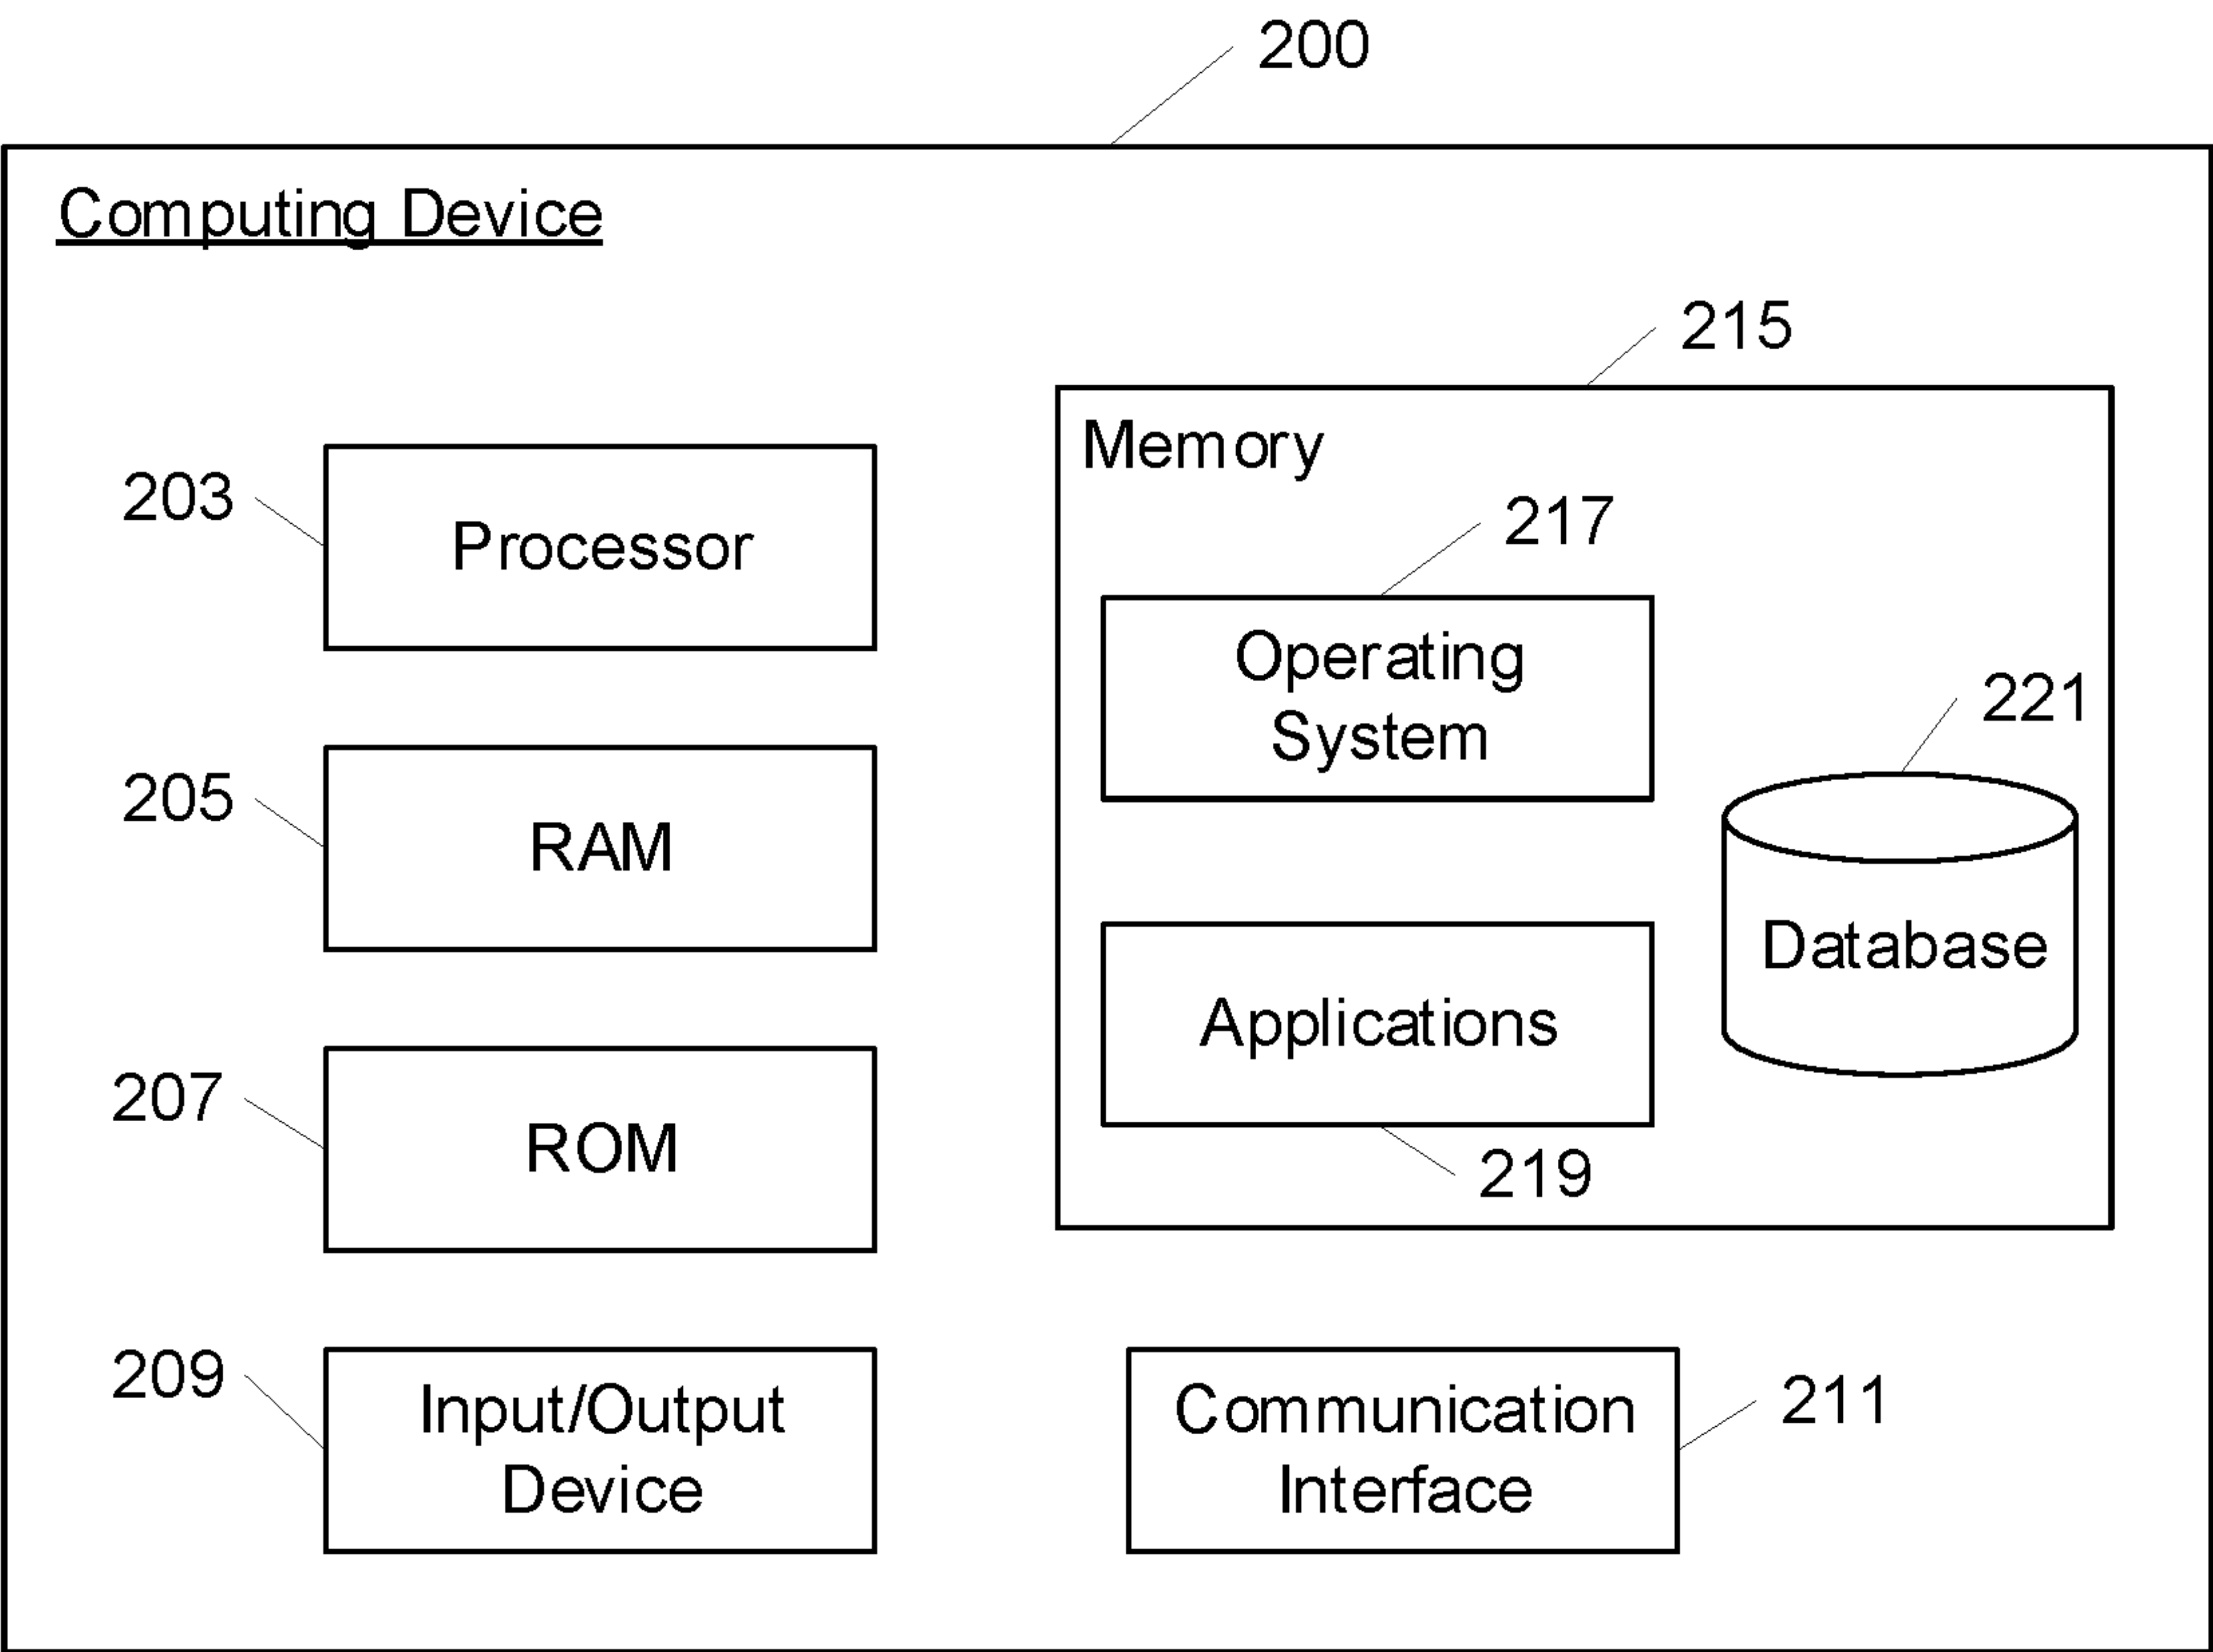 200
Computing Device
215
Memory
203
Processor
217
Operating
System
221
205
RAM
Database
Applications
207
ROM
219
209
Input/Output
Device
Communication
Interface
211